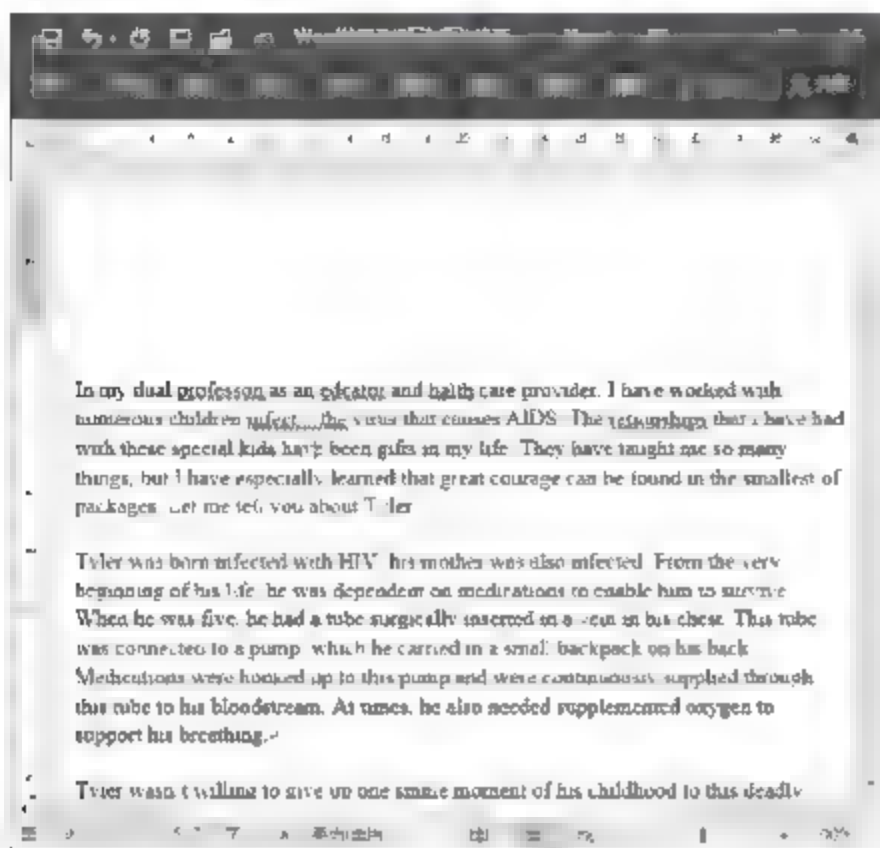 In my dual professon as an edcator and halth care provider. I have worked with
numerous children infect... the virus that causes AIDS. The that I have had
with these special kids have been gifts in my life. They have taught me so many
things, but I have especially learned that great courage can be found in the smallest of
packages. Let me tell you about Tyler
Tyler was born infected with HIV his mother was also infected. From the very
beginning of his life, he was dependent on medications to enable him to survive
When he was five, he had a tube surgically inserted in a vein in his chest. This tube
was connected to a pump, which he carried in a small backpack on his back
Medications were hooked up to this pump and were continuously supplied through
this tube to his bloodstream. At times, he also needed supplemented oxygen to
support his breathing.
Tyler wasn't willing to give up one single moment of his childhood to this deadly